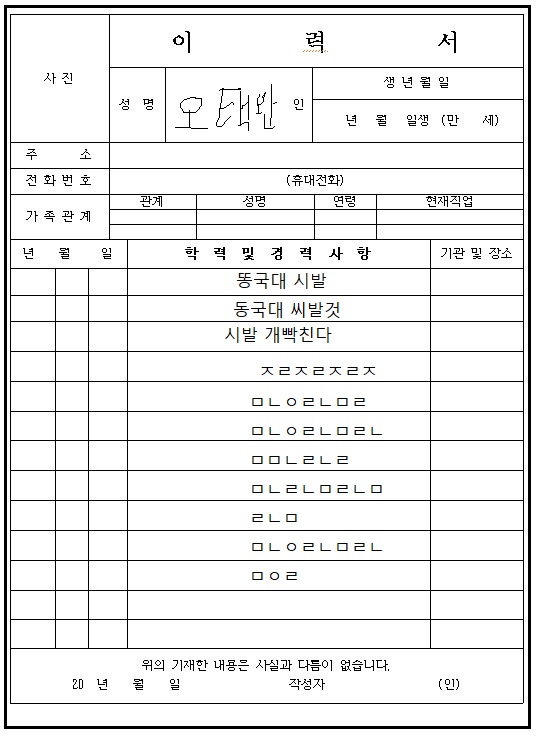 이 력 서
사 진
성 명 오택완 인
생 년 월 일
년 월 일생 (만 세)
주 소
전 화 번 호 (휴대전화)
가 족 관 계
관계 성명 연령 현재직업
년 월 일 학 력 및 경 력 사 항 기관 및 장소
똥국대 시발
동국대 씨발것
시발 개빡친다
ㅈㄹㅈㄹㅈㄹㅈ
ㅁㄴㅇㄹㄴㅁㄹ
ㅁㄴㅇㄹㄴㅁㄹㄴ
ㅁㅁㄴㄹㄴㄹ
ㅁㄴㄹㄴㅁㄹㄴㅁ
ㄹㄴㅁ
ㅁㄴㅇㄹㄴㅁㄹㄴ
ㅁㅇㄹ
위의 기재한 내용은 사실과 다름이 없습니다.
20 년 월 일 작성자 (인)